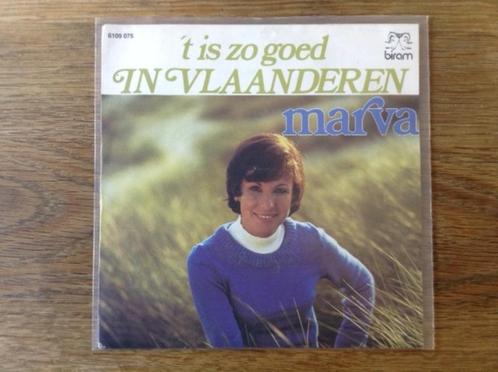 6100 075
't is zo goed
IN VLAANDEREN
biram
marva